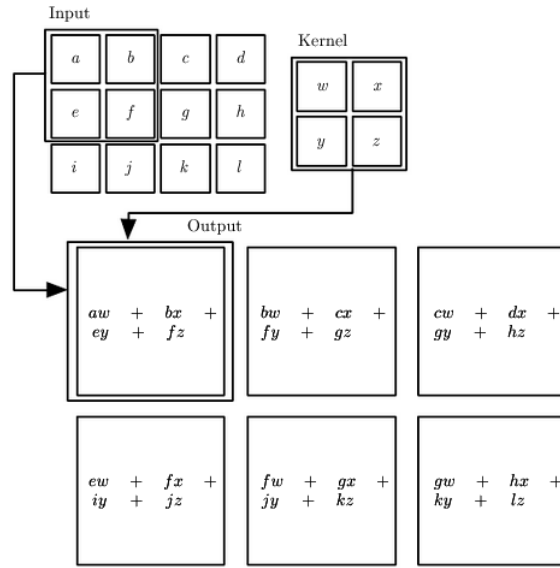 Input
a b c d
Kernel
w x
e f g h
y z
i j k l
Output
aw + bx +
ey + fz
bw + cx +
fy + gz
cw + dx +
gy + hz
ew + fx +
iy + jz
fw + gx +
jy + kz
gw + hx +
ky + lz